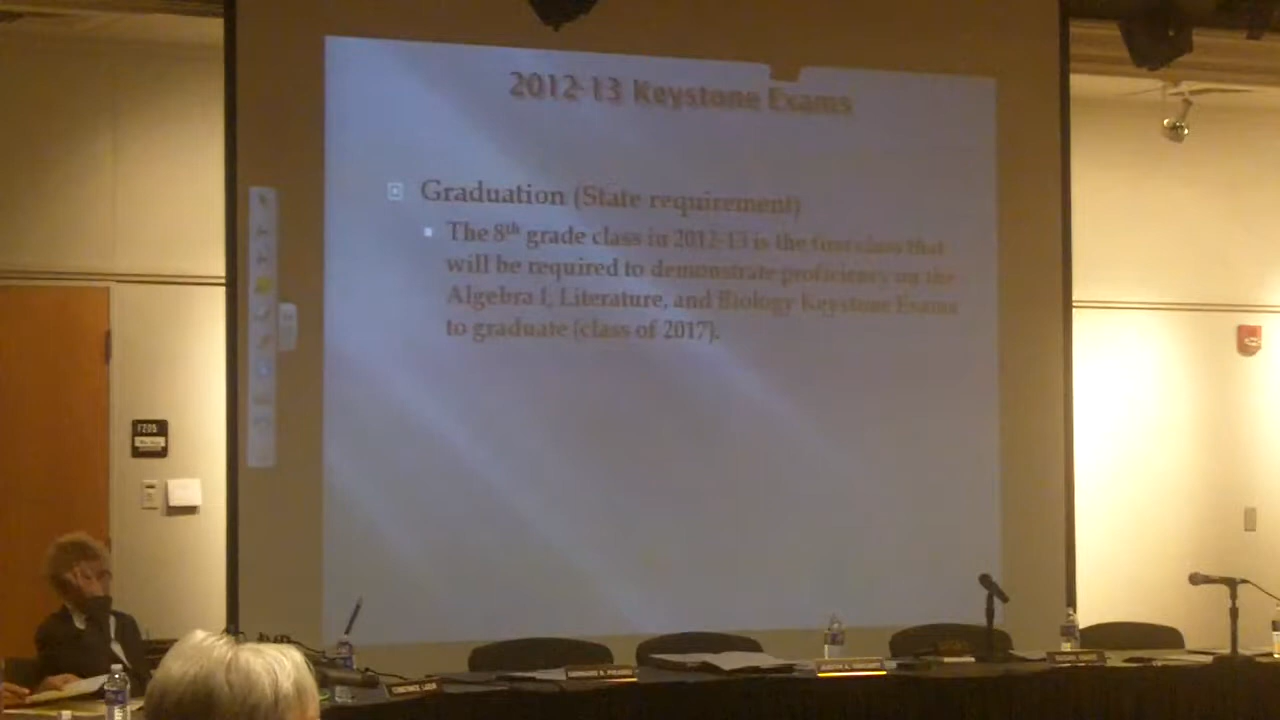 2012-13 Keystone Exams
Graduation (State requirement)
The 8th grade class in 2012-13 is the first class that
will be required to demonstrate proficiency on the
Algebra I, Literature, and Biology Keystone Exams
to graduate (class of 2017).
F205